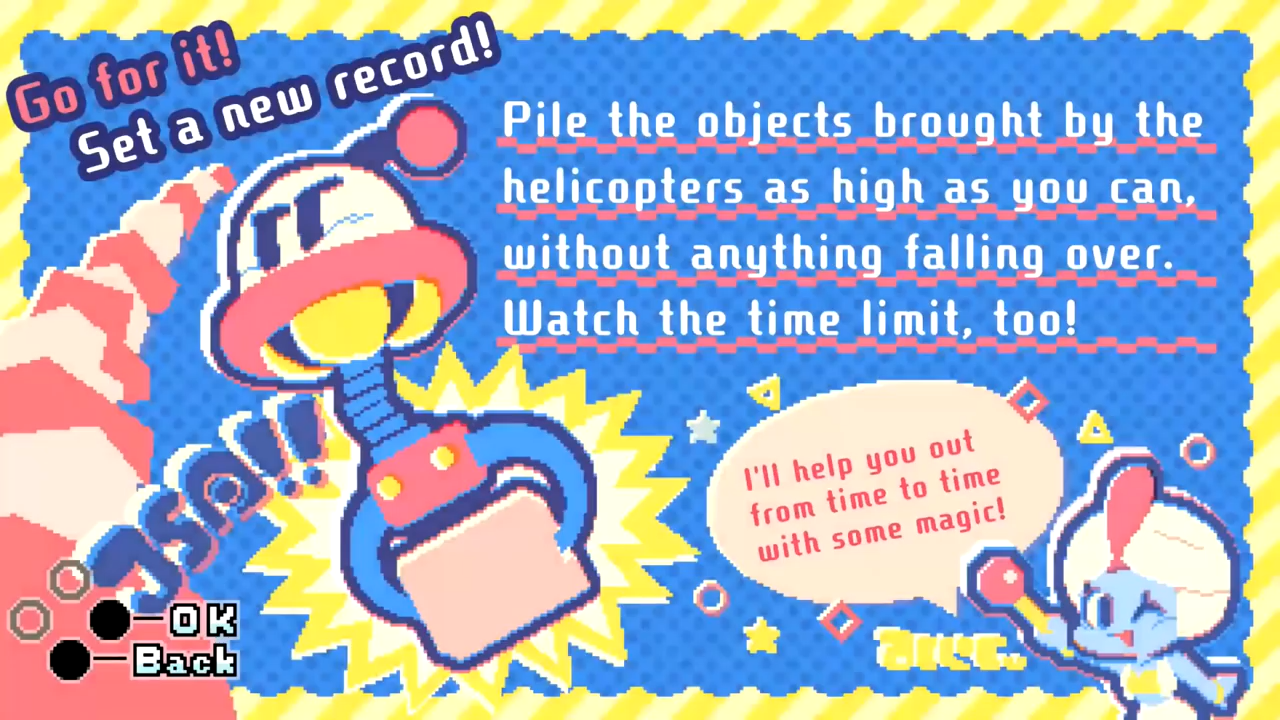 Go for it!
Set a new record!
Pile the objects brought by the
helicopters as high as you can,
without anything falling over.
Watch the time limit, too!
I'll help you out
from time to time
with some magic!
OK
Back